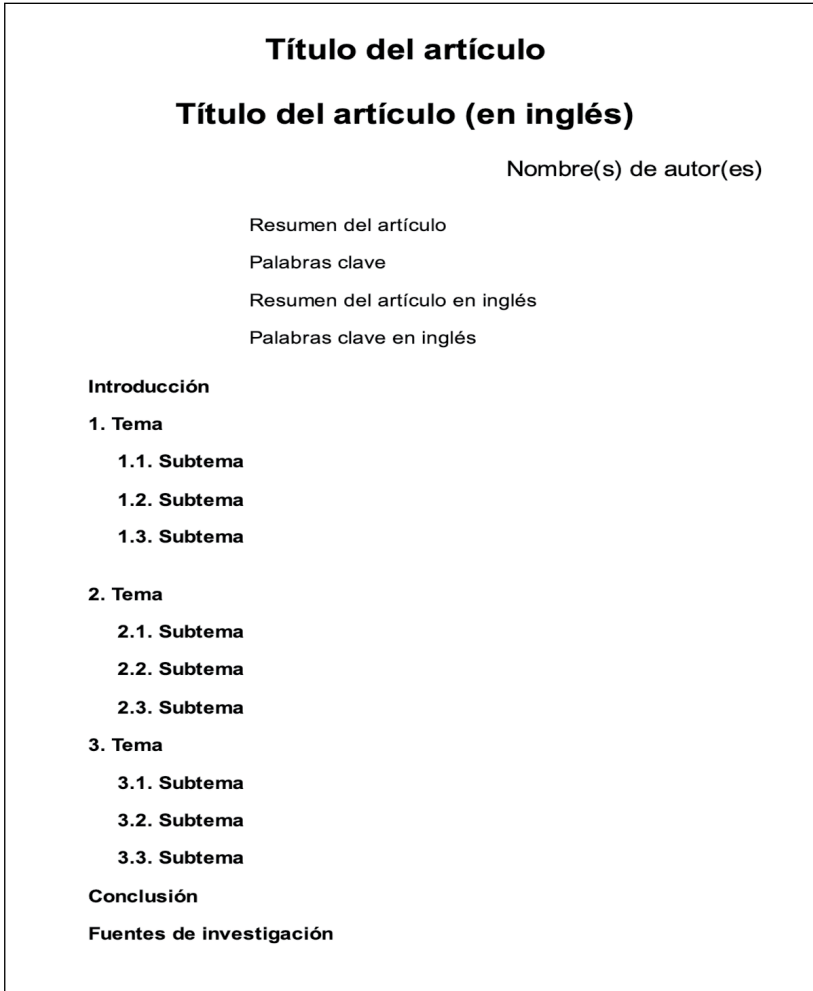 Título del artículo
Título del artículo (en inglés)
Nombre(s) de autor(es)
Resumen del artículo
Palabras clave
Resumen del artículo en inglés
Palabras clave en inglés
Introducción
1. Tema
1.1. Subtema
1.2. Subtema
1.3. Subtema
2. Tema
2.1. Subtema
2.2. Subtema
2.3. Subtema
3. Tema
3.1. Subtema
3.2. Subtema
3.3. Subtema
Conclusión
Fuentes de investigación